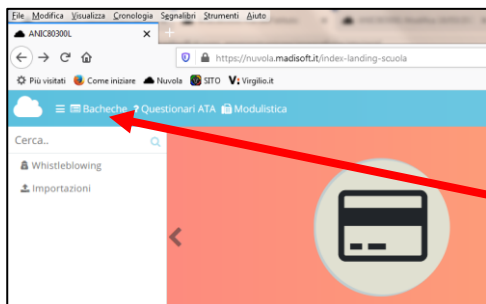 File Modifica Visualizza Cronologia Segnalibri Strumenti Aiuto
ANIC80300L
https://nuvola.madisoft.it/index-landing-scuola
Più visitati Come iniziare Nuvola SITO Virgilio.it
Bacheche ? Questionari ATA Modulistica
Cerca..
Whistleblowing
Importazioni